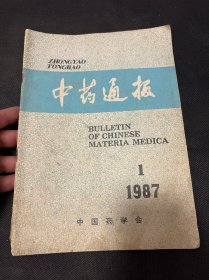 ZHONGYAO
TONGBAO
中药通报
BULLETIN
OF CHINESE
MATERIA MEDICA
1
1987
中国药学会